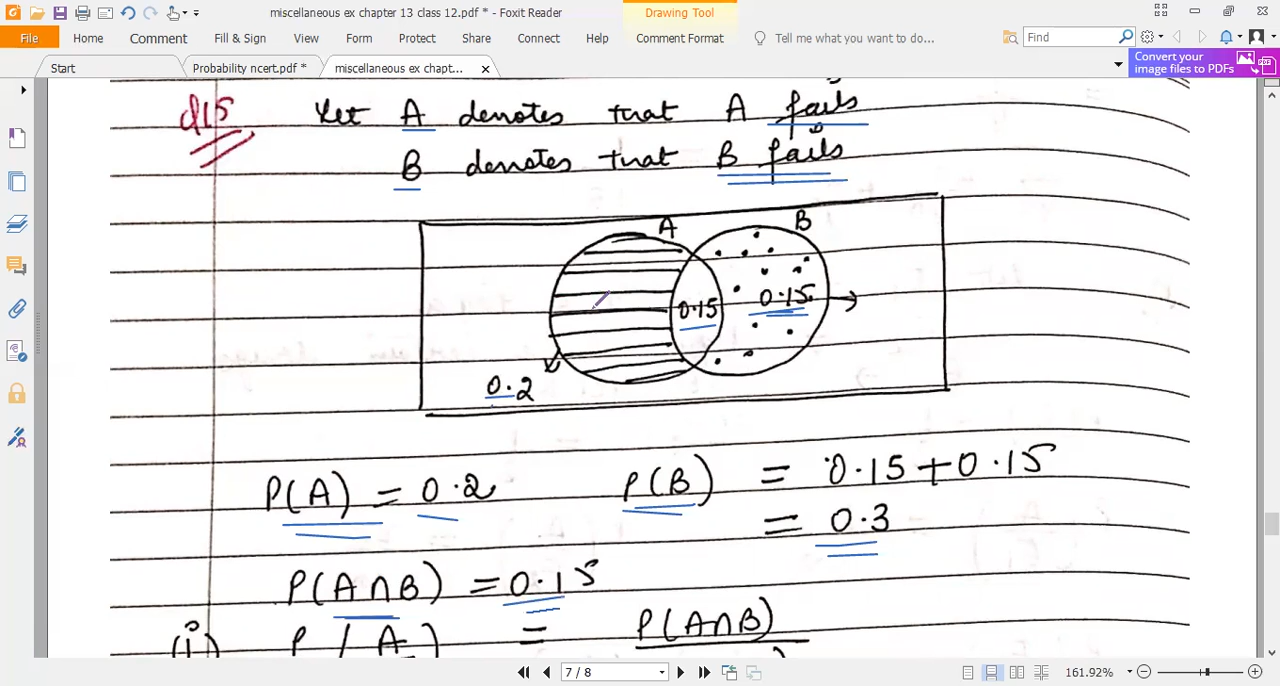 miscellaneous ex chapter 13 class 12.pdf * - Foxit Reader
Drawing Tool
File Home Comment Fill & Sign View Form Protect Share Connect Help Comment Format Tell me what you want to do... Find
Start Probability ncert.pdf * miscellaneous ex chapt...
Convert your
image files to PDFs
Q15 Let A denotes that A fails
B denotes that B fails
A B
0.15 0.15
0.2
P(A) = 0.2 P(B) = 0.15+0.15
= 0.3
P(A∩B) = 0.15
(i) P(A = P(A∩B)
7 / 8 161.92%